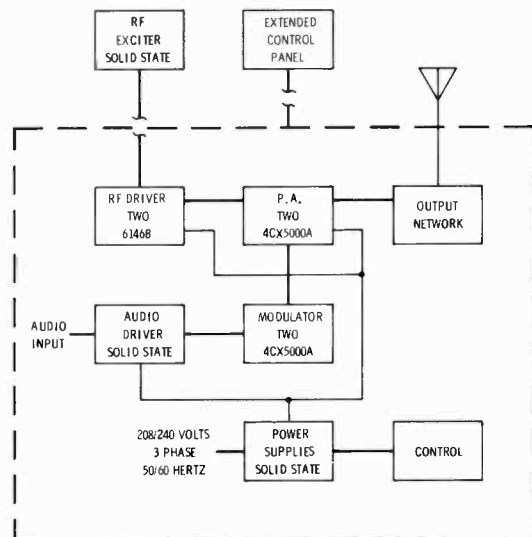 RF
EXCITER
SOLID STATE
EXTENDED
CONTROL
PANEL
RF DRIVER
TWO
6146B
P.A.
TWO
4CX5000A
OUTPUT
NETWORK
AUDIO
INPUT
AUDIO
DRIVER
SOLID STATE
MODULATOR
TWO
4CX5000A
208/240 VOLTS
3 PHASE
50/60 HERTZ
POWER
SUPPLIES
SOLID STATE
CONTROL